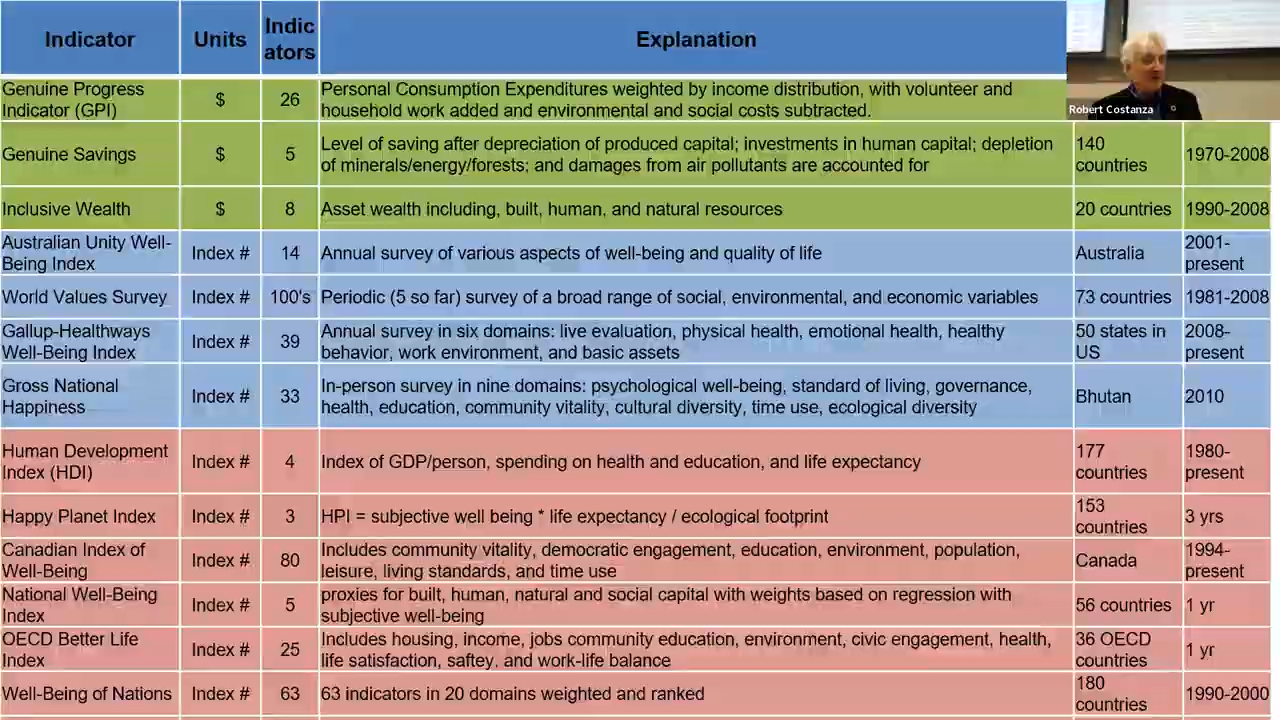 Indicator
Units
Indic
ators
Explanation
Robert Costanza
Genuine Progress
Indicator (GPI)
$
26
Personal Consumption Expenditures weighted by income distribution, with volunteer and
household work added and environmental and social costs subtracted.
Genuine Savings
$
5
Level of saving after depreciation of produced capital; investments in human capital; depletion
of minerals/energy/forests; and damages from air pollutants are accounted for
140
countries
1970-2008
Inclusive Wealth
$
8
Asset wealth including, built, human, and natural resources
20 countries
1990-2008
Australian Unity Well-
Being Index
Index #
14
Annual survey of various aspects of well-being and quality of life
Australia
2001-
present
World Values Survey
Index #
100's
Periodic (5 so far) survey of a broad range of social, environmental, and economic variables
73 countries
1981-2008
Gallup-Healthways
Well-Being Index
Index #
39
Annual survey in six domains: live evaluation, physical health, emotional health, healthy
behavior, work environment, and basic assets
50 states in
US
2008-
present
Gross National
Happiness
Index #
33
In-person survey in nine domains: psychological well-being, standard of living, governance,
health, education, community vitality, cultural diversity, time use, ecological diversity
Bhutan
2010
Human Development
Index (HDI)
Index #
4
Index of GDP/person, spending on health and education, and life expectancy
177
countries
1980-
present
Happy Planet Index
Index #
3
HPI = subjective well being * life expectancy / ecological footprint
153
countries
3 yrs
Canadian Index of
Well-Being
Index #
80
Includes community vitality, democratic engagement, education, environment, population,
leisure, living standards, and time use
Canada
1994-
present
National Well-Being
Index
Index #
5
proxies for built, human, natural and social capital with weights based on regression with
subjective well-being
56 countries
1 yr
OECD Better Life
Index
Index #
25
Includes housing, income, jobs community education, environment, civic engagement, health,
life satisfaction, saftey, and work-life balance
36 OECD
countries
1 yr
Well-Being of Nations
Index #
63
63 indicators in 20 domains weighted and ranked
180
countries
1990-2000